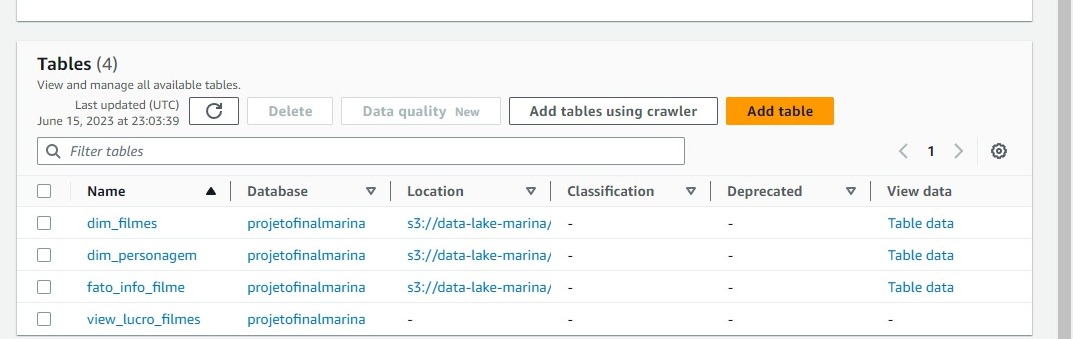 Tables (4)
View and manage all available tables.
Last updated (UTC)
June 15, 2023 at 23:03:39
Delete
Data quality New
Add tables using crawler
Add table
Filter tables
1
Name Database Location Classification Deprecated View data
dim_filmes projetofinalmarina s3://data-lake-marina/ - - Table data
dim_personagem projetofinalmarina s3://data-lake-marina/ - - Table data
fato_info_filme projetofinalmarina s3://data-lake-marina/ - - Table data
view_lucro_filmes projetofinalmarina - - - -